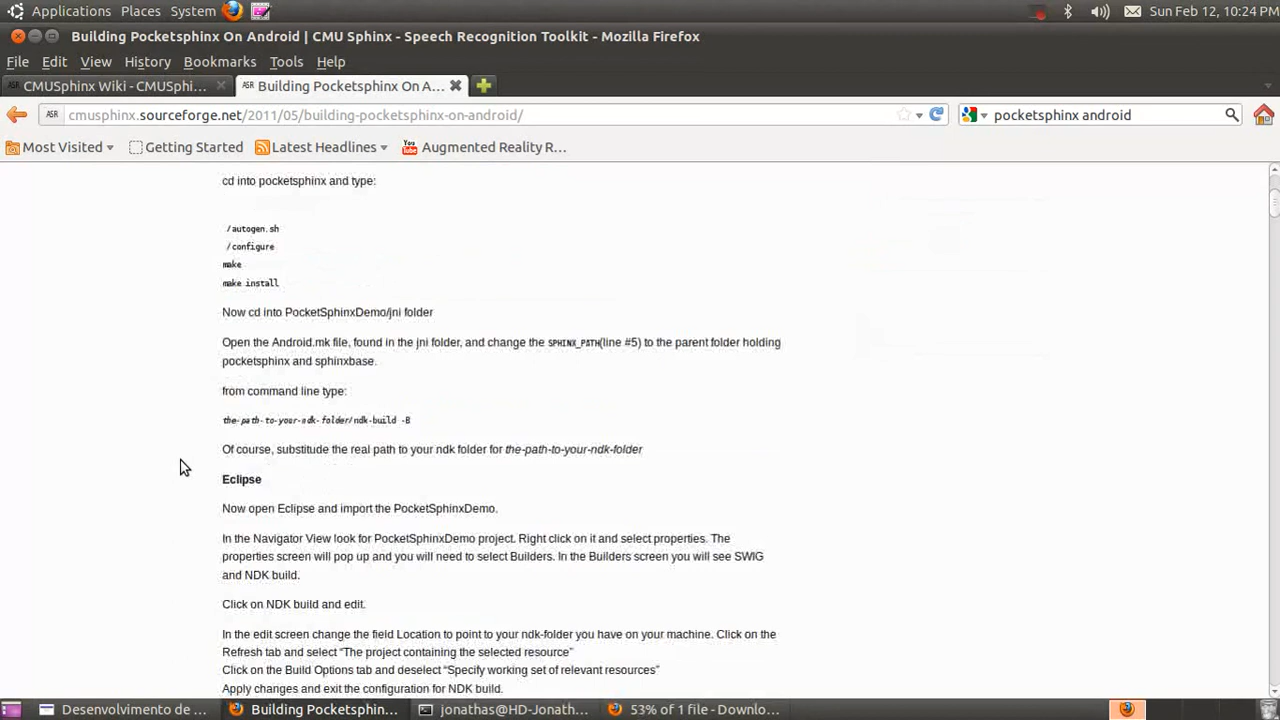 Applications Places System Sun Feb 12, 10:24 PM
Building Pocketsphinx On Android | CMU Sphinx - Speech Recognition Toolkit - Mozilla Firefox
File Edit View History Bookmarks Tools Help
ASR CMUSphinx Wiki - CMUSphi... ASR Building Pocketsphinx On A...
ASR cmusphinx.sourceforge.net/2011/05/building-pocketsphinx-on-android/ pocketsphinx android
Most Visited Getting Started Latest Headlines You Tube Augmented Reality R...
cd into pocketsphinx and type:
/autogen.sh
/configure
make
make install
Now cd into PocketSphinxDemo/jni folder
Open the Android.mk file, found in the jni folder, and change the SPHINX_PATH(line #5) to the parent folder holding
pocketsphinx and sphinxbase.
from command line type:
the-path-to-your-ndk-folder/ndk-build -B
Of course, substitude the real path to your ndk folder for the-path-to-your-ndk-folder
Eclipse
Now open Eclipse and import the PocketSphinxDemo.
In the Navigator View look for PocketSphinxDemo project. Right click on it and select properties. The
properties screen will pop up and you will need to select Builders. In the Builders screen you will see SWIG
and NDK build.
Click on NDK build and edit.
In the edit screen change the field Location to point to your ndk-folder you have on your machine. Click on the
Refresh tab and select “The project containing the selected resource”
Click on the Build Options tab and deselect “Specify working set of relevant resources”
Apply changes and exit the configuration for NDK build.
Desenvolvimento de ... Building Pocketsphin... jonathas@HD-Jonath... 53% of 1 file - Downlo...